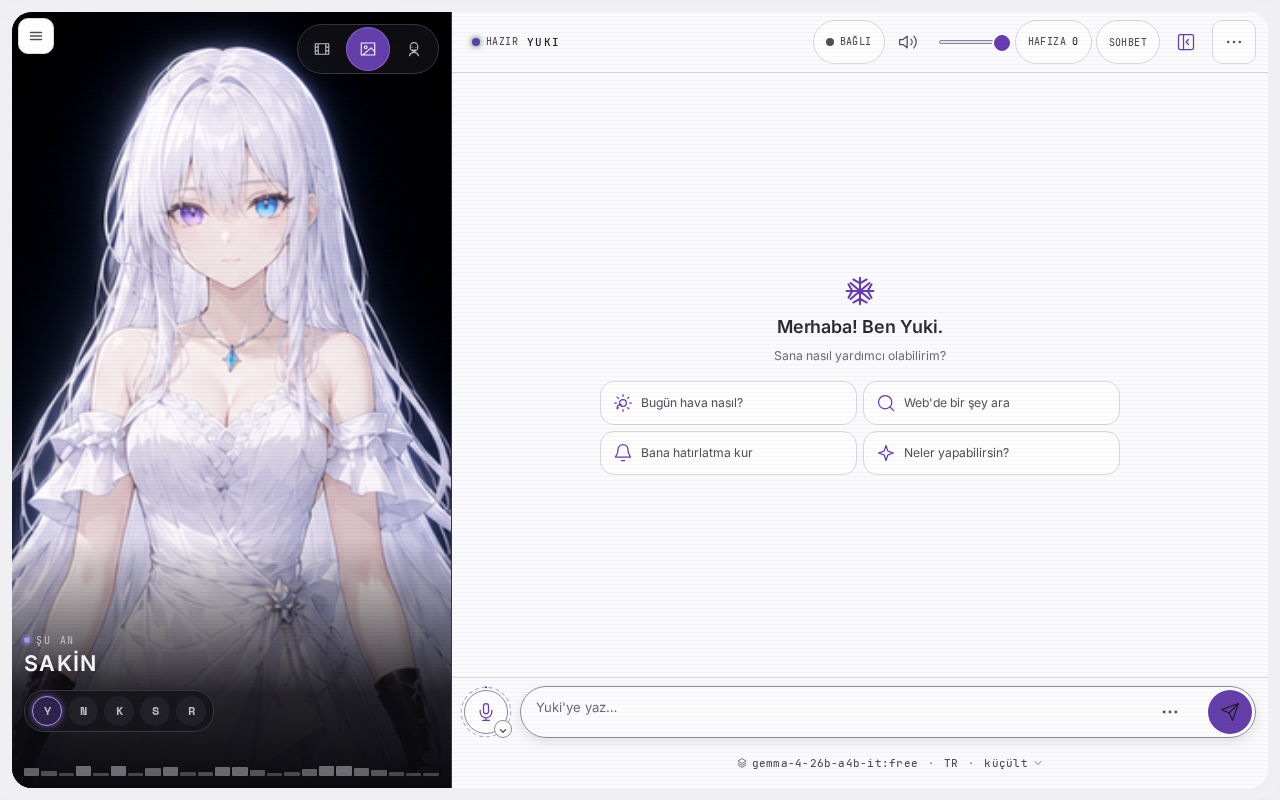 HAZIR YUKI
BAĞLI
HAFIZA 0
SOHBET
Merhaba! Ben Yuki.
Sana nasıl yardımcı olabilirim?
Bugün hava nasıl?
Web'de bir şey ara
Bana hatırlatma kur
Neler yapabilirsin?
ŞU AN
SAKİN
Y N K S R
Yuki'ye yaz...
gemma-4-26b-a4b-it:free · TR · küçült